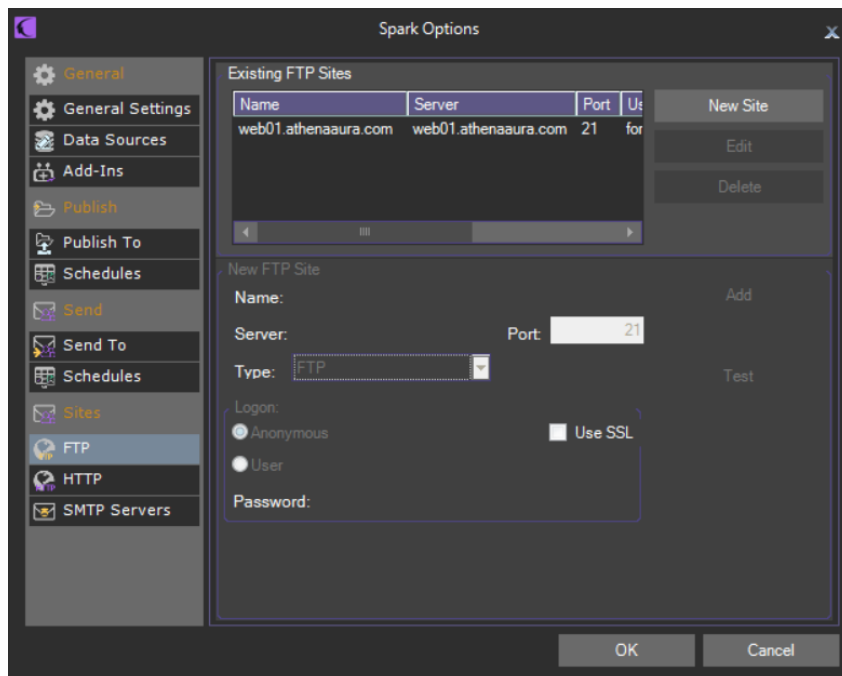 Spark Options
x
General
General Settings
Data Sources
Add-Ins
Publish
Publish To
Schedules
Send
Send To
Schedules
Sites
FTP
HTTP
SMTP Servers
Existing FTP Sites
Name Server Port Us
web01.athenaaura.com web01.athenaaura.com 21 for
New Site
Edit
Delete
New FTP Site
Name:
Server: Port: 21
Type: FTP
Add
Test
Logon:
Anonymous Use SSL
User
Password:
OK Cancel